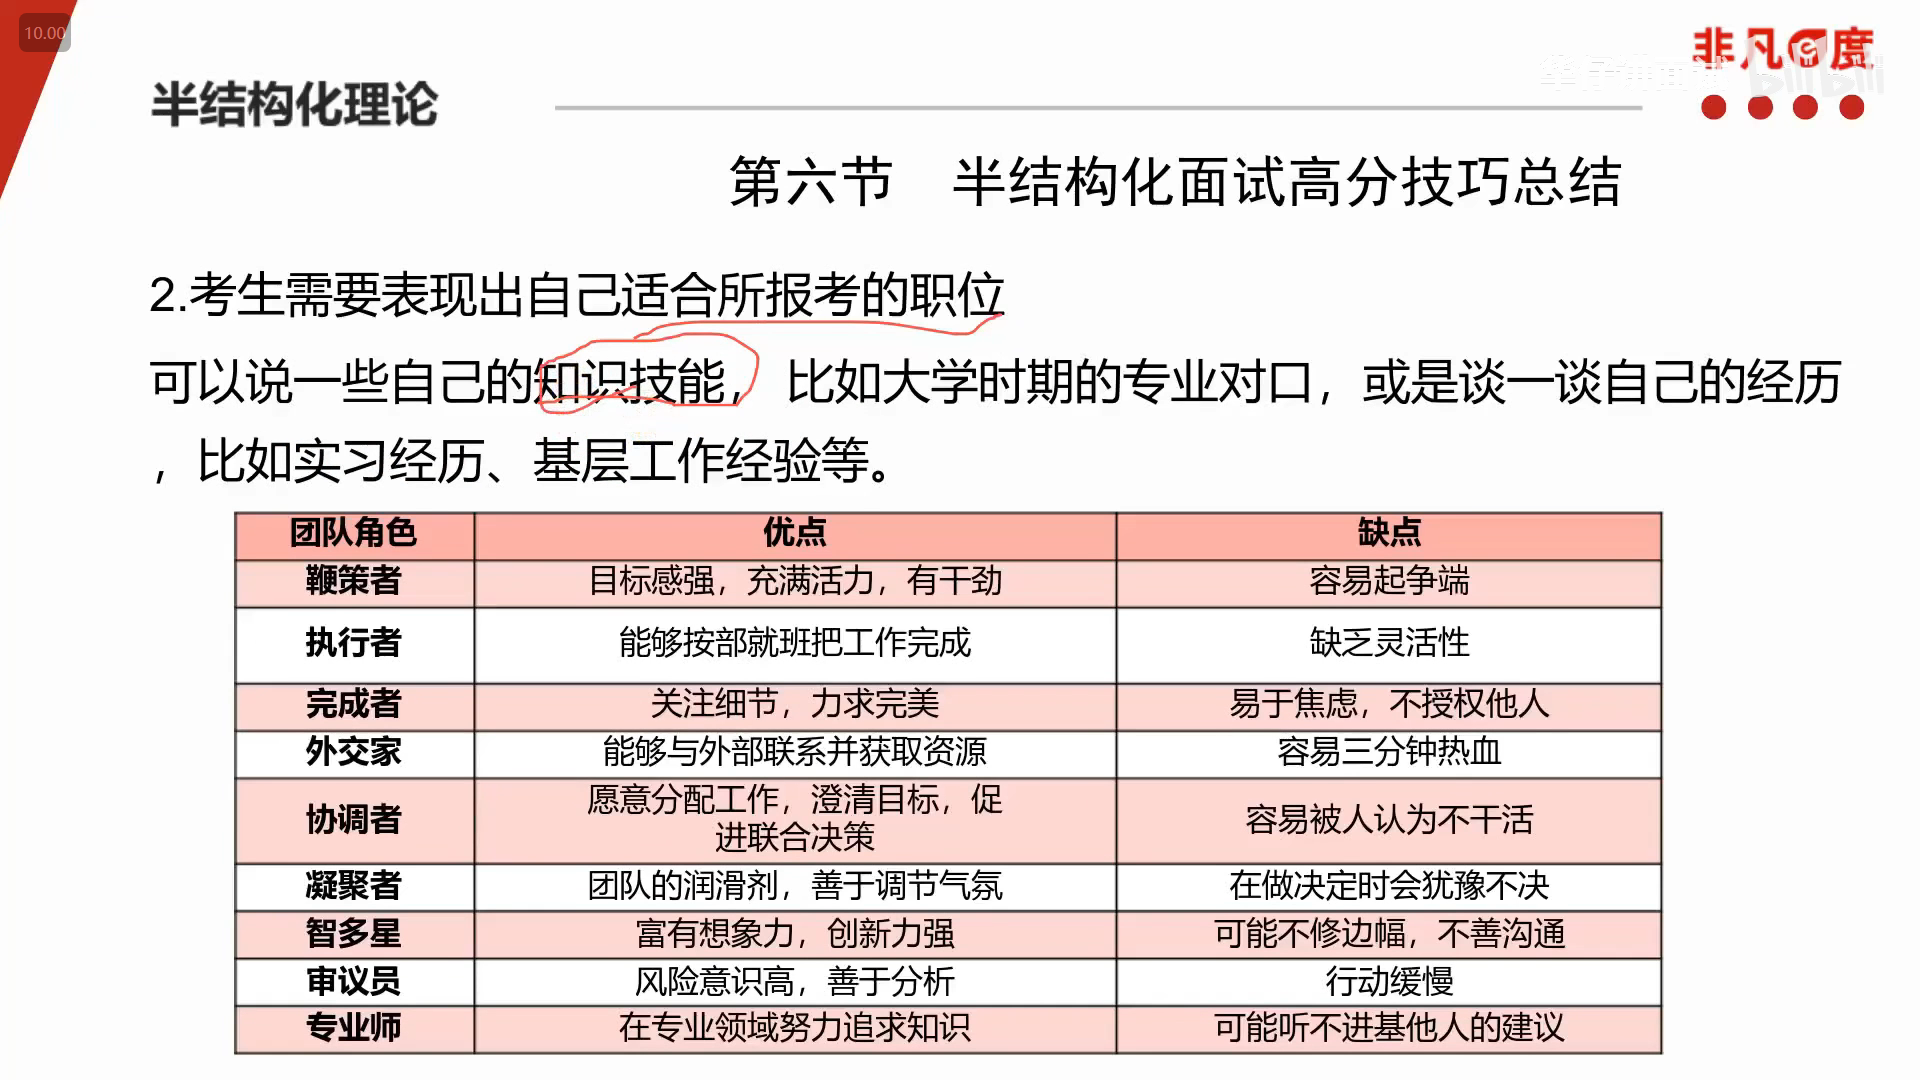 10.00
非凡e度
半结构化理论
bilibili
第六节 半结构化面试高分技巧总结
2.考生需要表现出自己适合所报考的职位
可以说一些自己的知识技能，比如大学时期的专业对口，或是谈一谈自己的经历
，比如实习经历、基层工作经验等。
团队角色 优点 缺点
鞭策者 目标感强，充满活力，有干劲 容易起争端
执行者 能够按部就班把工作完成 缺乏灵活性
完成者 关注细节，力求完美 易于焦虑，不授权他人
外交家 能够与外部联系并获取资源 容易三分钟热血
协调者 愿意分配工作，澄清目标，促 容易被人认为不干活
进联合决策
凝聚者 团队的润滑剂，善于调节气氛 在做决定时会犹豫不决
智多星 富有想象力，创新力强 可能不修边幅，不善沟通
审议员 风险意识高，善于分析 行动缓慢
专业师 在专业领域努力追求知识 可能听不进基他人的建议